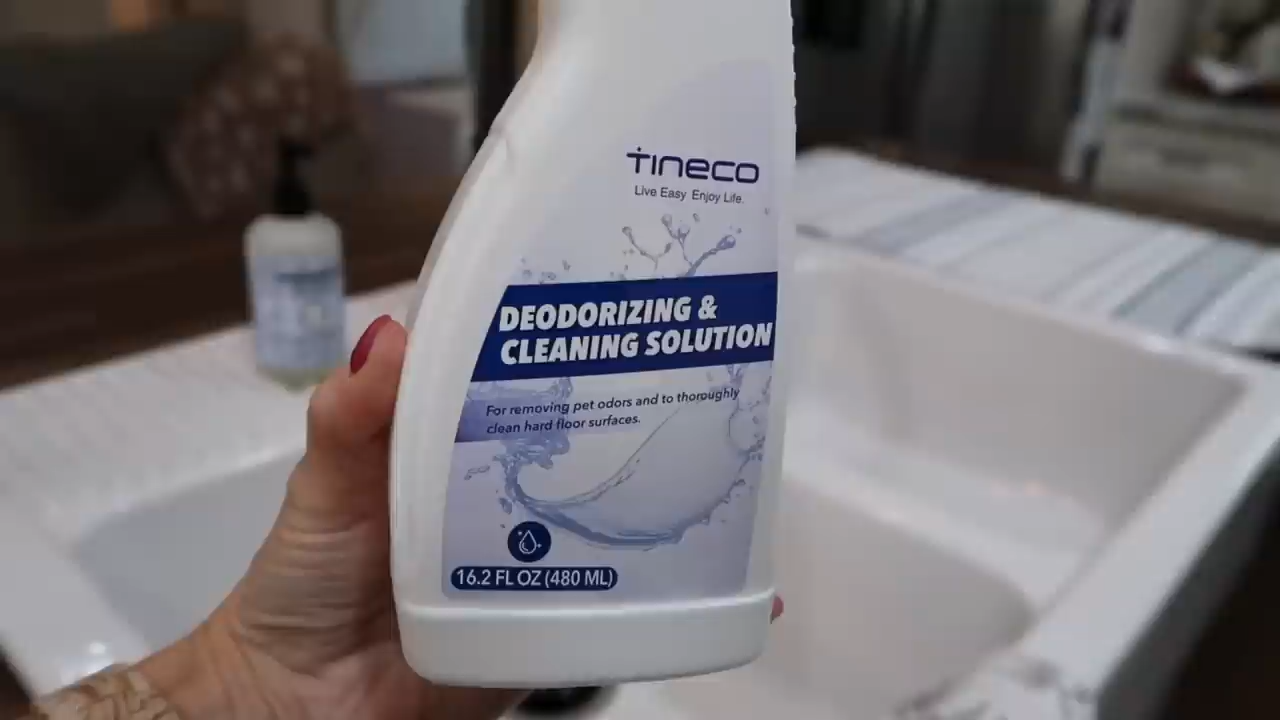 TINECO
Live Easy Enjoy Life.
DEODORIZING &
CLEANING SOLUTION
For removing pet odors and to thoroughly
clean hard floor surfaces.
16.2 FL OZ (480 ML)